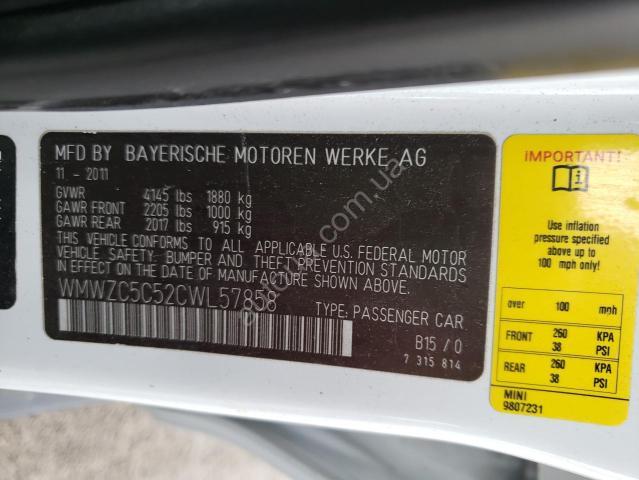 MFD BY BAYERISCHE MOTOREN WERKE AG
11 - 2011
GVWR 4145 lbs 1880 kg
GAWR FRONT 2205 lbs 1000 kg
GAWR REAR 2017 lbs 915 kg
THIS VEHICLE CONFORMS TO ALL APPLICABLE U.S. FEDERAL MOTOR
VEHICLE SAFETY, BUMPER AND THEFT PREVENTION STANDARDS
IN EFFECT ON THE DATE OF MANUFACTURE SHOWN ABOVE.
WMWZC5C52CWL57858
TYPE: PASSENGER CAR
B15 / 0
7 315 814
IMPORTANT!
Use inflation
pressure specified
above up to
100 mph only.
over 100 mph
FRONT 260 KPA
38 PSI
REAR 260 KPA
38 PSI
MINI
9807231